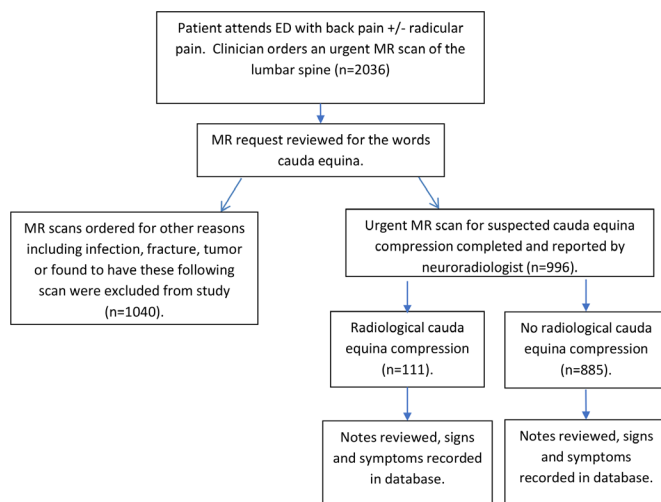 Patient attends ED with back pain +/- radicular
pain. Clinician orders an urgent MR scan of the
lumbar spine (n=2036)
MR request reviewed for the words
cauda equina.
MR scans ordered for other reasons
including infection, fracture, tumor
or found to have these following
scan were excluded from study
(n=1040).
Urgent MR scan for suspected cauda equina
compression completed and reported by
neuroradiologist (n=996).
Radiological cauda
equina compression
(n=111).
No radiological cauda
equina compression
(n=885).
Notes reviewed, signs
and symptoms recorded
in database.
Notes reviewed, signs
and symptoms
recorded in database.